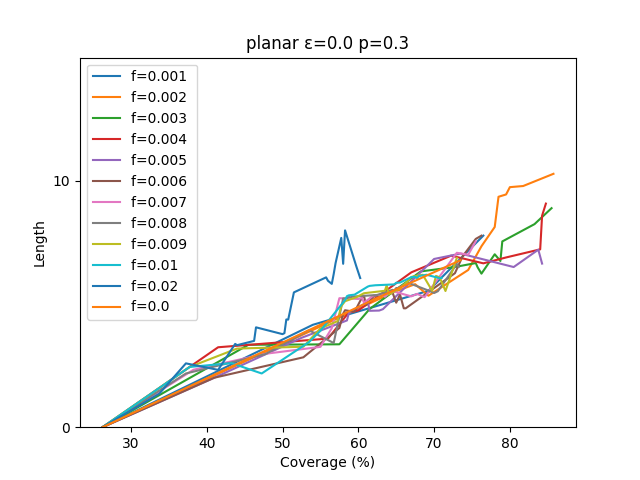 planar ε=0.0 p=0.3
f=0.001
f=0.002
f=0.003
f=0.004
f=0.005
f=0.006
f=0.007
f=0.008
f=0.009
f=0.01
f=0.02
f=0.0
Length
10
0
30 40 50 60 70 80
Coverage (%)